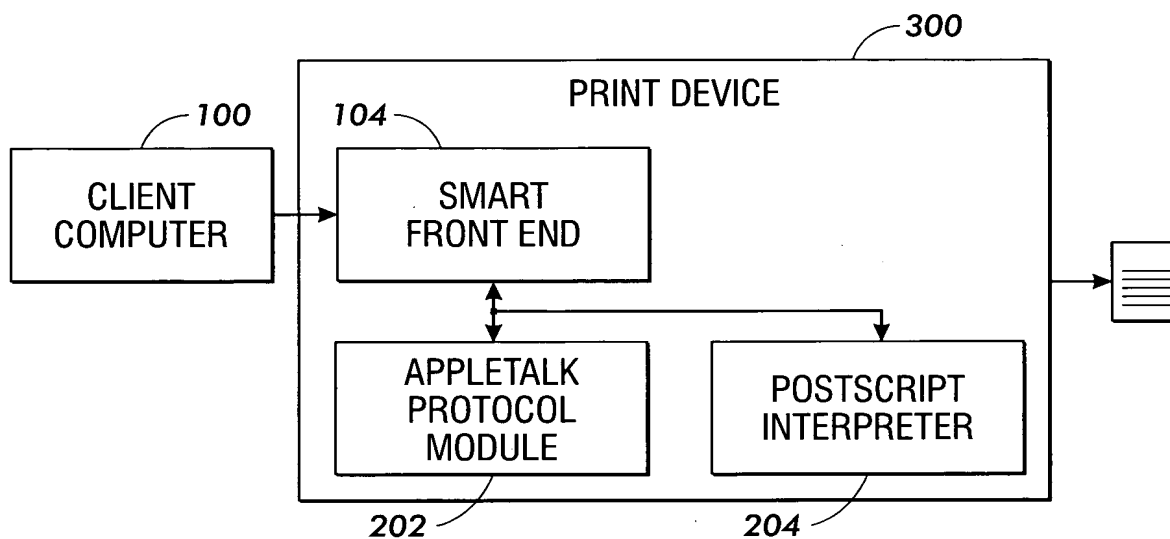 300
PRINT DEVICE
100
104
CLIENT
COMPUTER
SMART
FRONT END
APPLETALK
PROTOCOL
MODULE
POSTSCRIPT
INTERPRETER
202
204